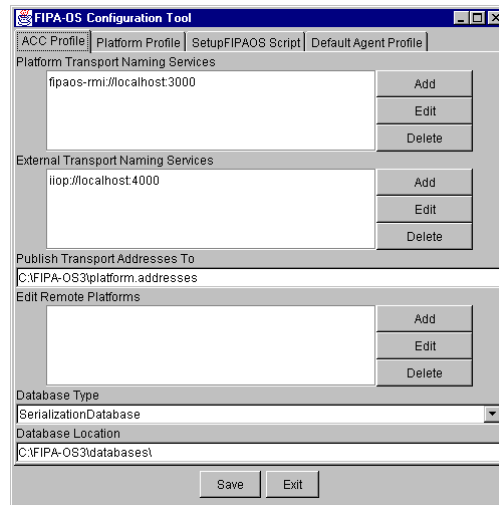 FIPA-OS Configuration Tool
ACC Profile Platform Profile SetupFIPAOS Script Default Agent Profile
Platform Transport Naming Services
fipaos-rmi://localhost:3000
Add
Edit
Delete
External Transport Naming Services
iiop://localhost:4000
Add
Edit
Delete
Publish Transport Addresses To
C:\FIPA-OS3\platform.addresses
Edit Remote Platforms
Add
Edit
Delete
Database Type
SerializationDatabase
Database Location
C:\FIPA-OS3\databases\
Save Exit